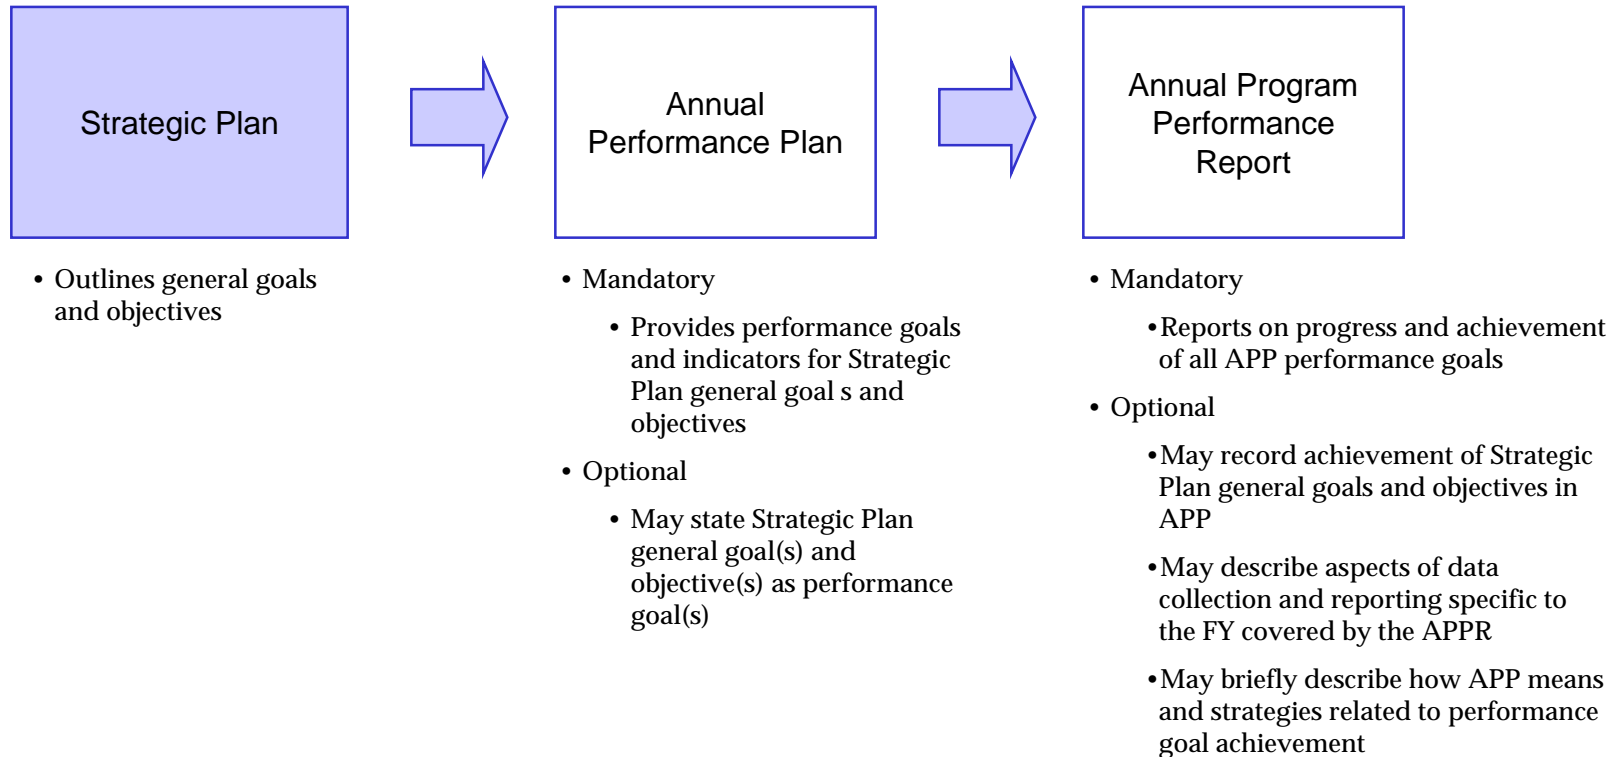 Strategic Plan
• Outlines general goals
and objectives
Annual
Performance Plan
• Mandatory
• Provides performance goals
and indicators for Strategic
Plan general goal s and
objectives
• Optional
• May state Strategic Plan
general goal(s) and
objective(s) as performance
goal(s)
Annual Program
Performance
Report
• Mandatory
•Reports on progress and achievement
of all APP performance goals
• Optional
•May record achievement of Strategic
Plan general goals and objectives in
APP
•May describe aspects of data
collection and reporting specific to
the FY covered by the APPR
•May briefly describe how APP means
and strategies related to performance
goal achievement